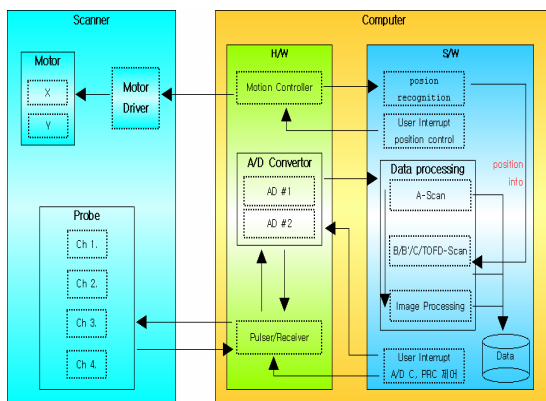 Scanner
Computer
Motor
X
Y
Motor
Driver
H/W
Motion Controller
S/W
posion
recognition
User Interrupt
position control
position
info
A/D Convertor
AD #1
AD #2
Data processing
A-Scan
B/B'/C/TOFD-Scan
Image Processing
Probe
Ch 1.
Ch 2.
Ch 3.
Ch 4.
Pulser/Receiver
User Interrupt
A/D C, PRC 제어
Data